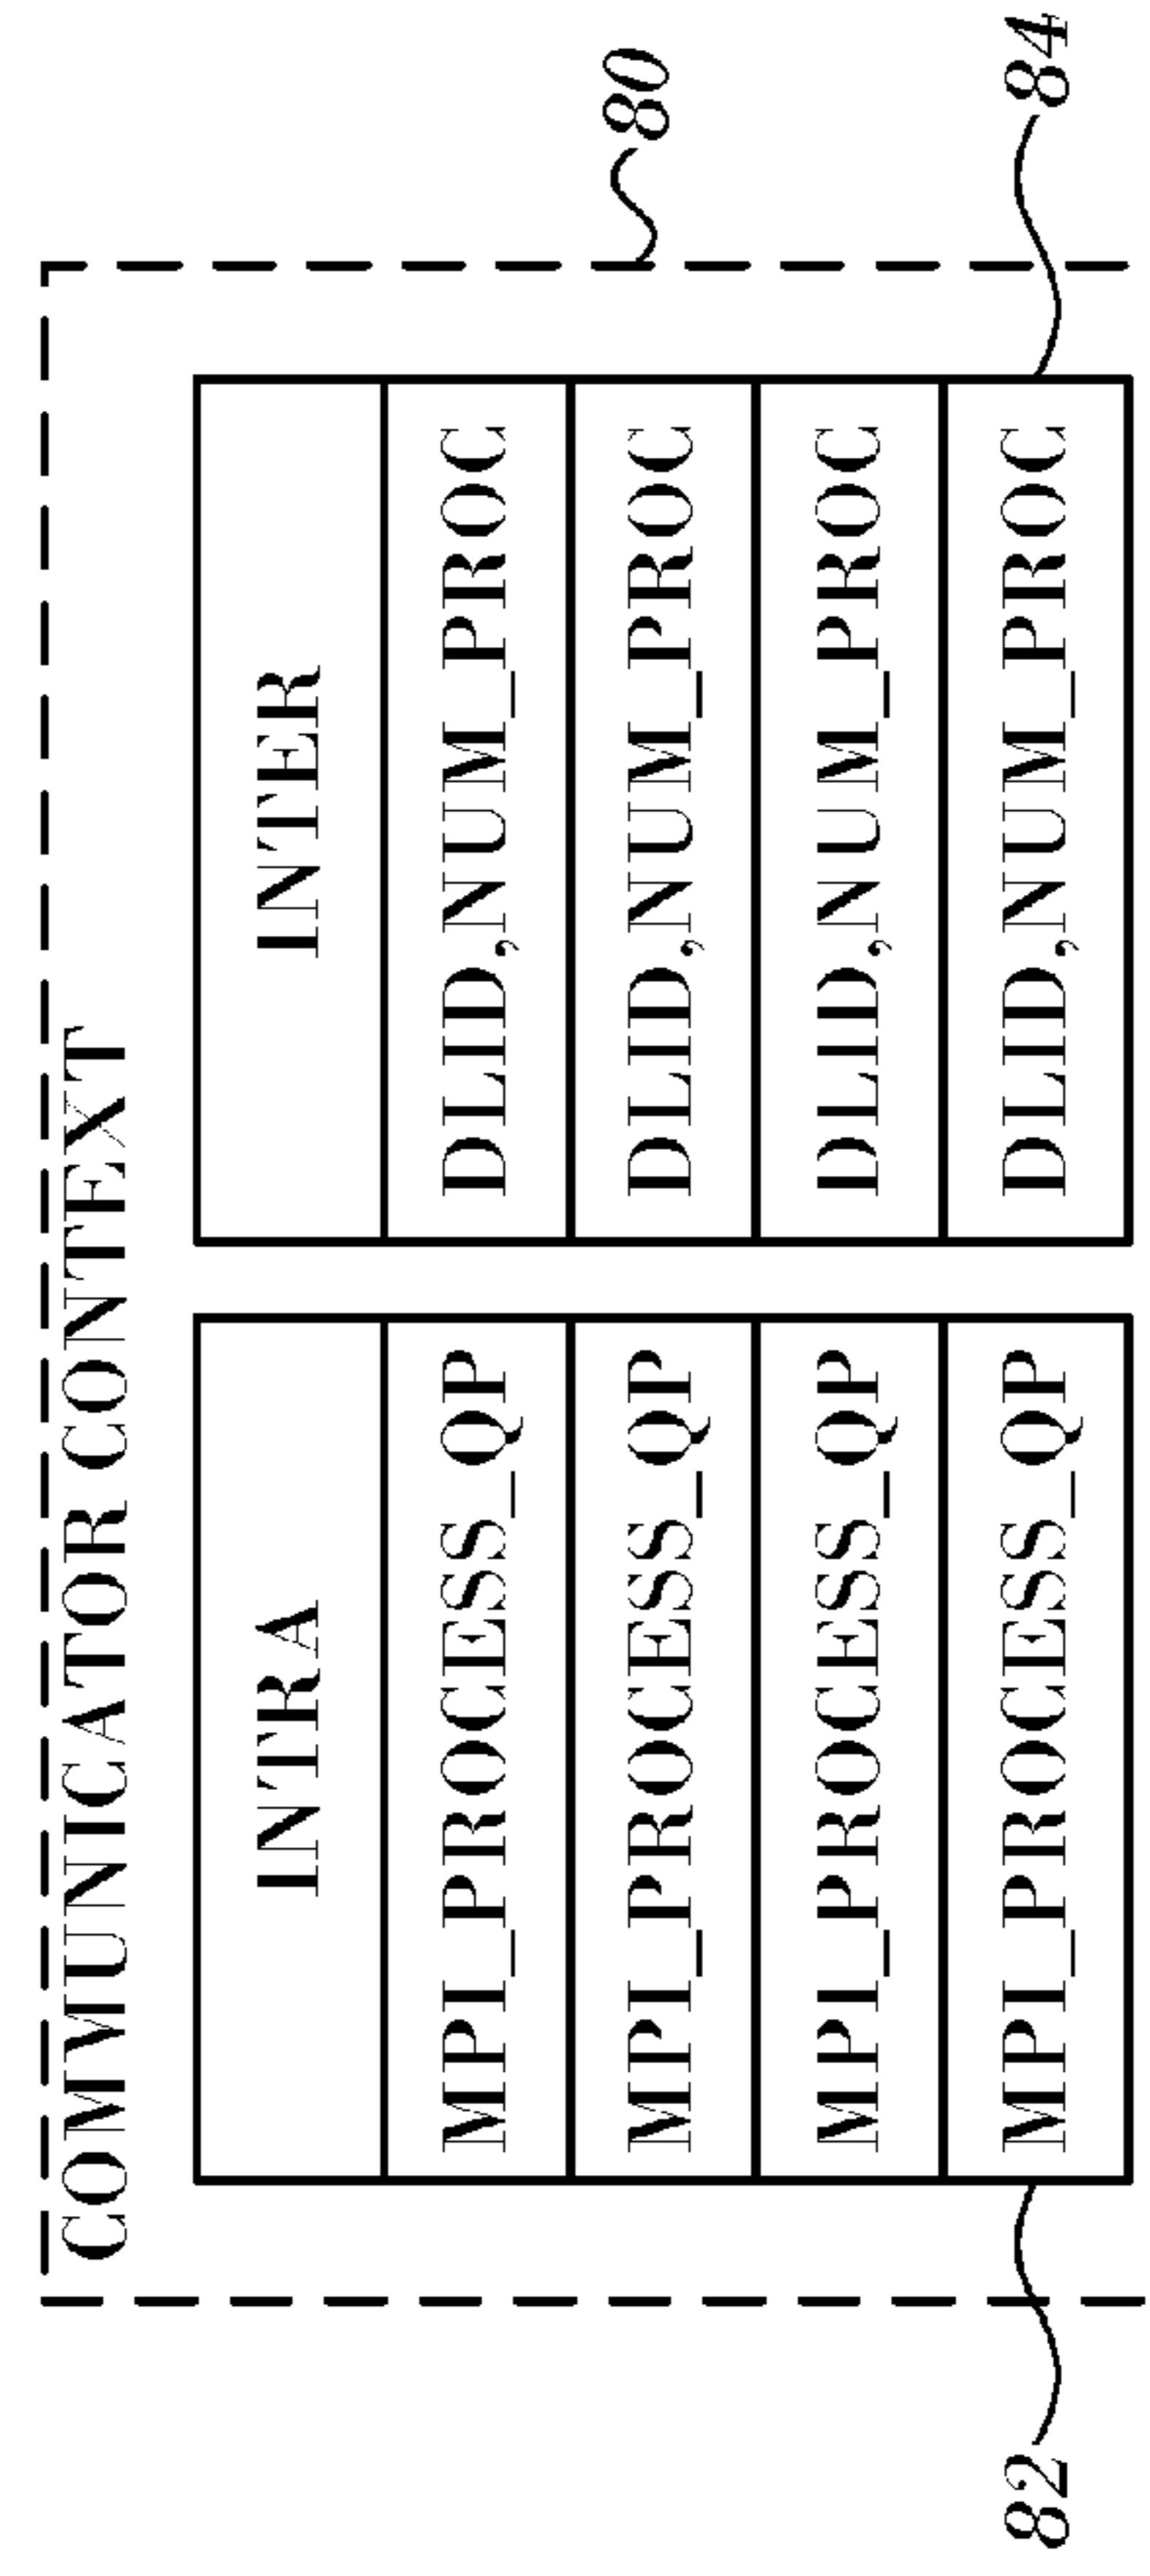 COMMUNICATOR CONTEXT
INTRA
MPI_PROCESS_QP
MPI_PROCESS_QP
MPI_PROCESS_QP
MPI_PROCESS_QP
INTER
DLID,NUM_PROC
DLID,NUM_PROC
DLID,NUM_PROC
DLID,NUM_PROC
80
82
84